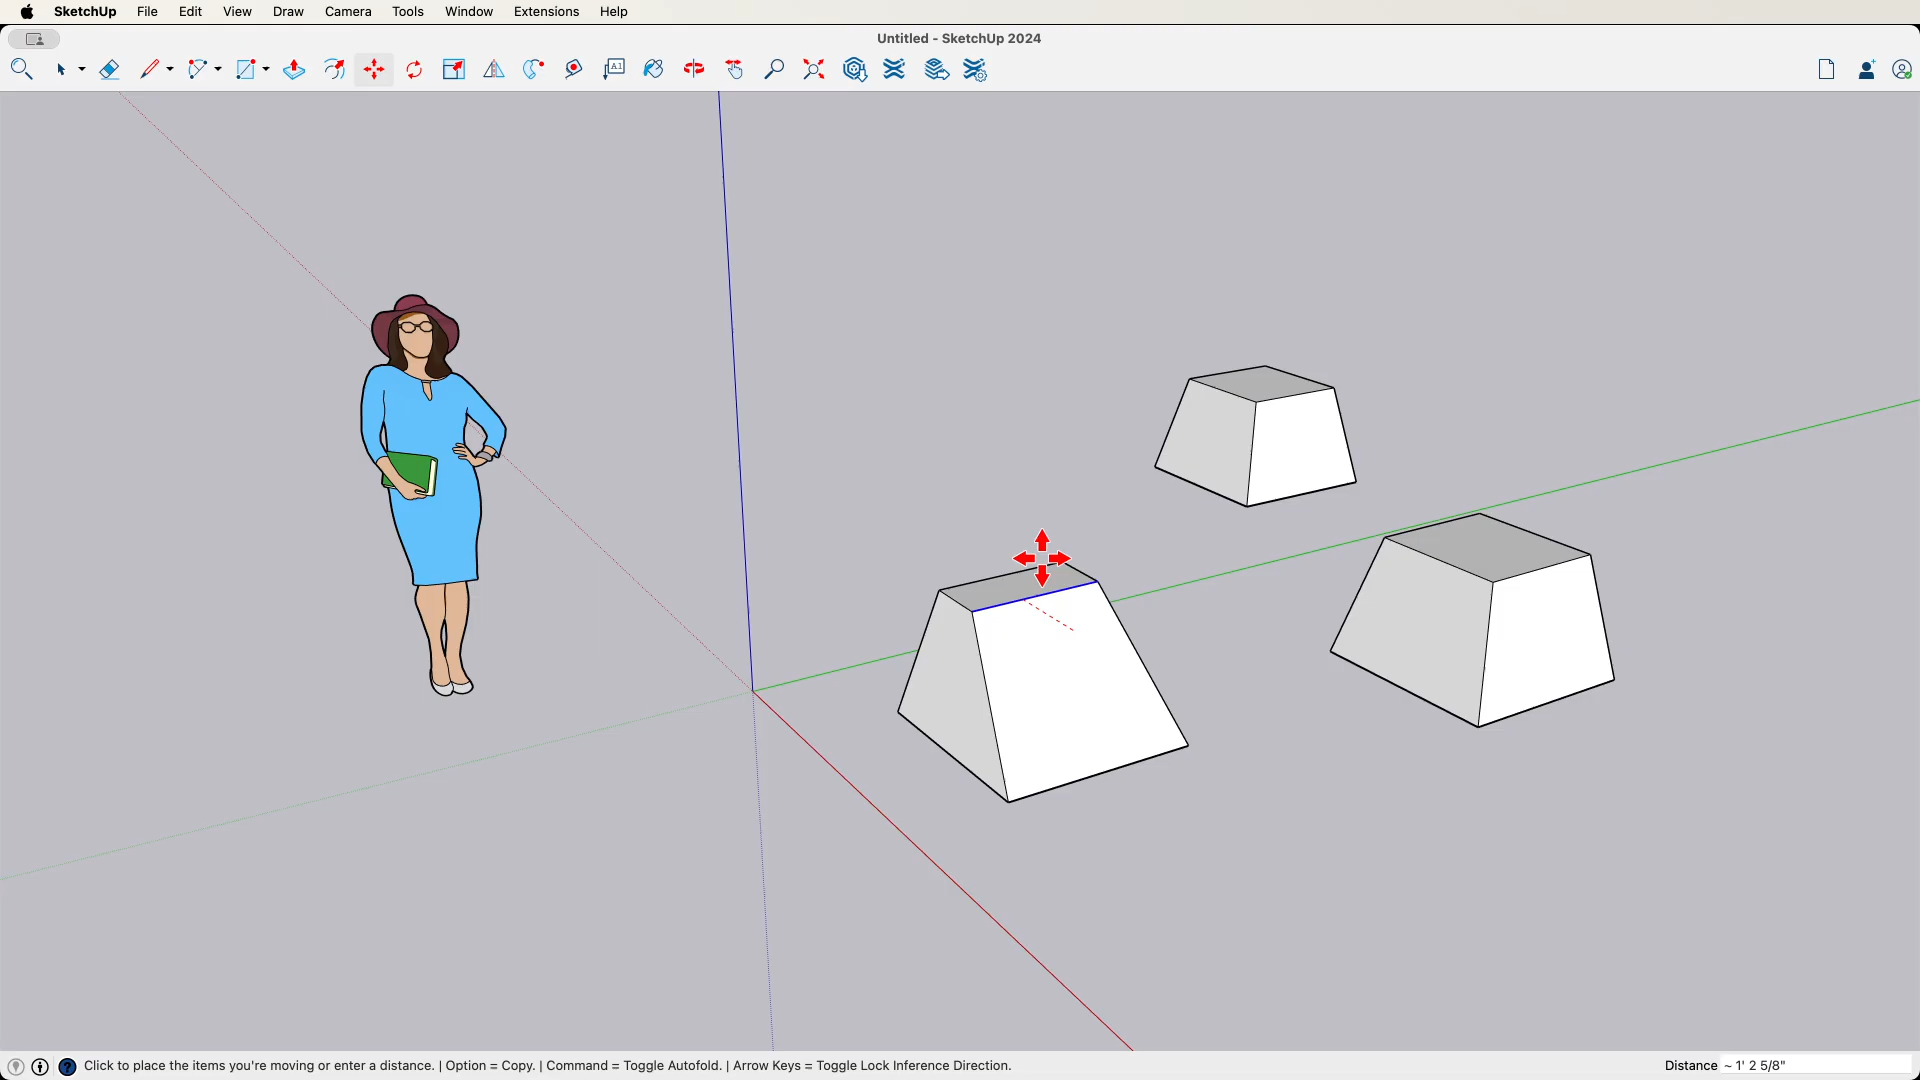 SketchUp File Edit View Draw Camera Tools Window Extensions Help
Untitled - SketchUp 2024
A1
Click to place the items you're moving or enter a distance. | Option = Copy. | Command = Toggle Autofold. | Arrow Keys = Toggle Lock Inference Direction. Distance ~ 1' 2 5/8"